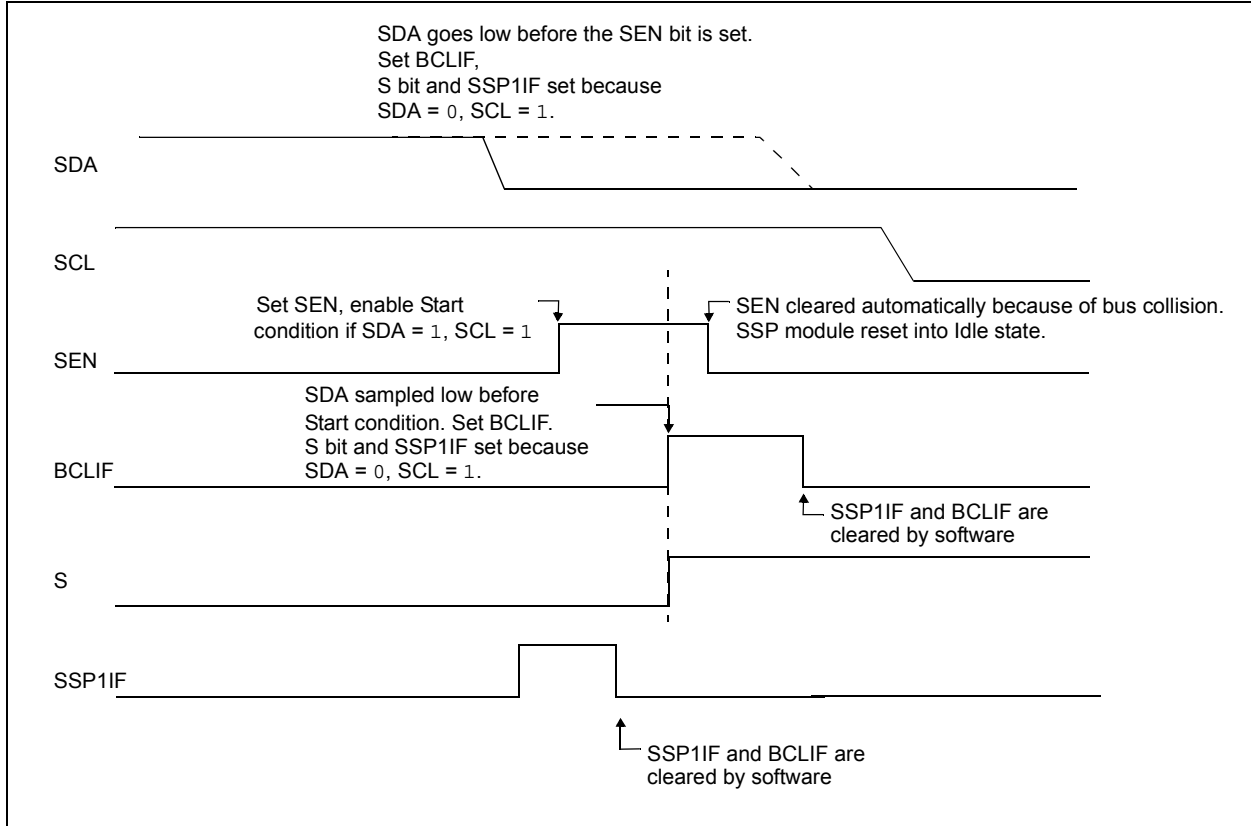 SDA goes low before the SEN bit is set.
Set BCLIF,
S bit and SSP1IF set because
SDA = 0, SCL = 1.
SDA
SCL
Set SEN, enable Start
condition if SDA = 1, SCL = 1
SEN cleared automatically because of bus collision.
SSP module reset into Idle state.
SEN
SDA sampled low before
Start condition. Set BCLIF.
S bit and SSP1IF set because
SDA = 0, SCL = 1.
BCLIF
SSP1IF and BCLIF are
cleared by software
S
SSP1IF
SSP1IF and BCLIF are
cleared by software